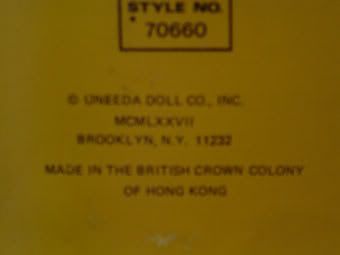 STYLE NO.
70660
© UNEEDA DOLL CO., INC.
MCMLXXVII
BROOKLYN, N.Y. 11232
MADE IN THE BRITISH CROWN COLONY
OF HONG KONG